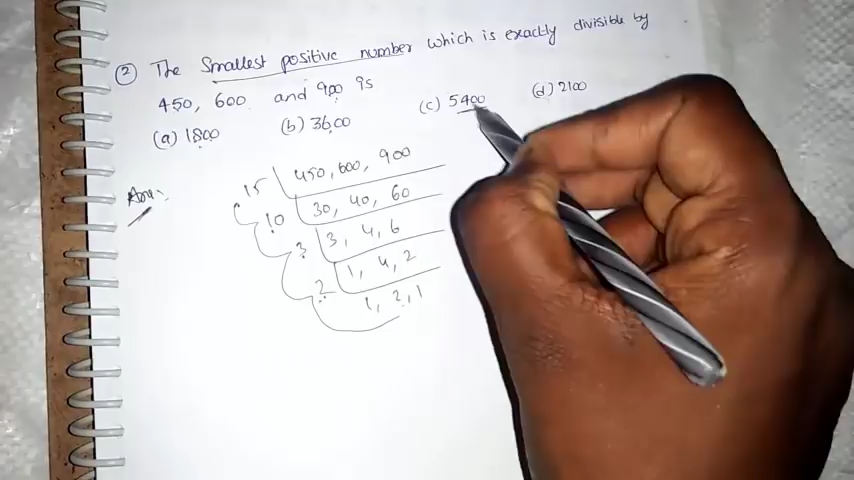 ② The Smallest positive number which is exactly divisible by
450, 600 and 900 is
(a) 1800 (b) 3600 (c) 5400 (d) 2100
Ans:
15 450, 600, 900
10 30, 40, 60
3 3, 4, 6
2 1, 4, 2
1, 2, 1